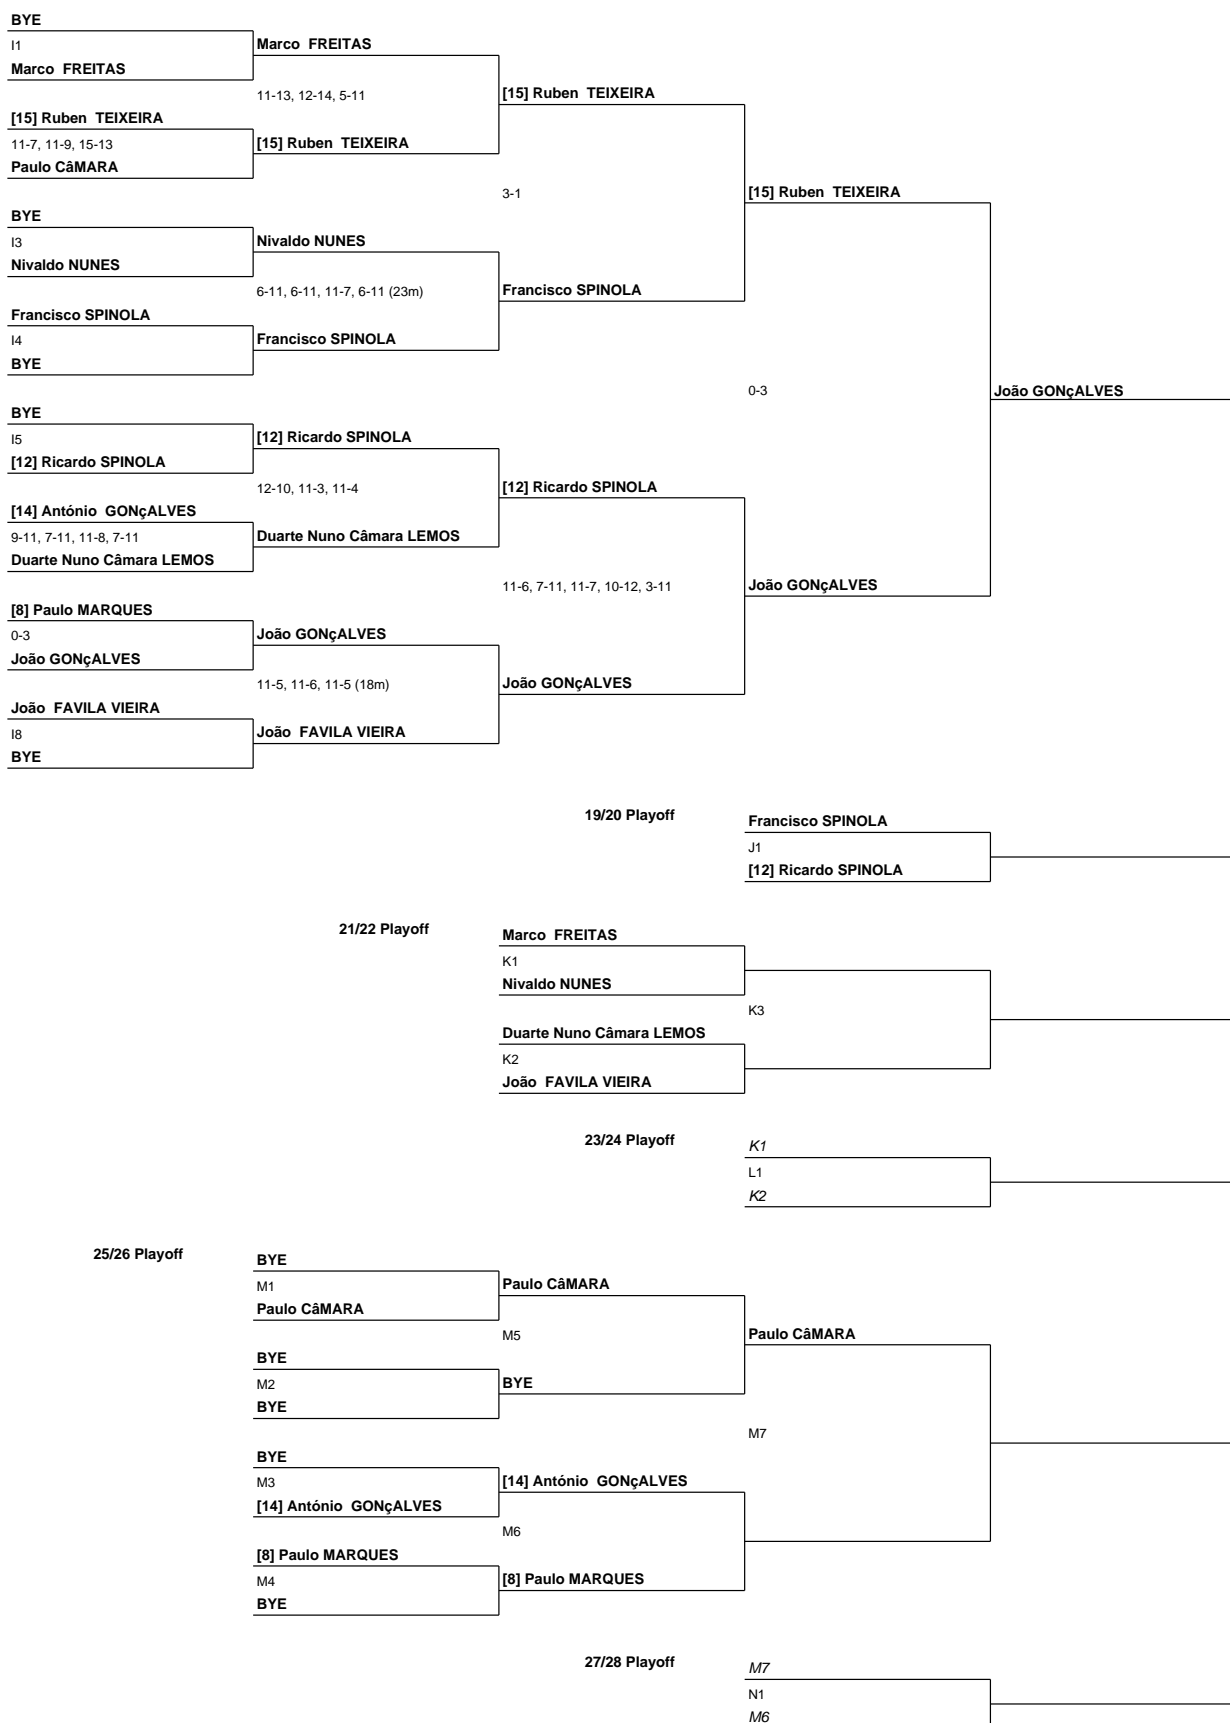 BYE
I1
Marco FREITAS
Marco FREITAS
11-13, 12-14, 5-11
[15] Ruben TEIXEIRA
[15] Ruben TEIXEIRA
11-7, 11-9, 15-13
[15] Ruben TEIXEIRA
Paulo CâMARA
3-1
[15] Ruben TEIXEIRA
BYE
I3
Nivaldo NUNES
Nivaldo NUNES
6-11, 6-11, 11-7, 6-11 (23m)
Francisco SPINOLA
Francisco SPINOLA
I4
Francisco SPINOLA
BYE
0-3
João GONçALVES
BYE
I5
[12] Ricardo SPINOLA
[12] Ricardo SPINOLA
12-10, 11-3, 11-4
[12] Ricardo SPINOLA
[14] António GONçALVES
9-11, 7-11, 11-8, 7-11
Duarte Nuno Câmara LEMOS
Duarte Nuno Câmara LEMOS
11-6, 7-11, 11-7, 10-12, 3-11
João GONçALVES
[8] Paulo MARQUES
0-3
João GONçALVES
João GONçALVES
11-5, 11-6, 11-5 (18m)
João GONçALVES
João FAVILA VIEIRA
I8
João FAVILA VIEIRA
BYE
19/20 Playoff
Francisco SPINOLA
J1
[12] Ricardo SPINOLA
21/22 Playoff
Marco FREITAS
K1
Nivaldo NUNES
K3
Duarte Nuno Câmara LEMOS
K2
João FAVILA VIEIRA
23/24 Playoff
K1
L1
K2
25/26 Playoff
BYE
M1
Paulo CâMARA
Paulo CâMARA
M5
Paulo CâMARA
BYE
M2
BYE
BYE
M7
BYE
M3
[14] António GONçALVES
[14] António GONçALVES
M6
[8] Paulo MARQUES
M4
[8] Paulo MARQUES
BYE
27/28 Playoff
M7
N1
M6